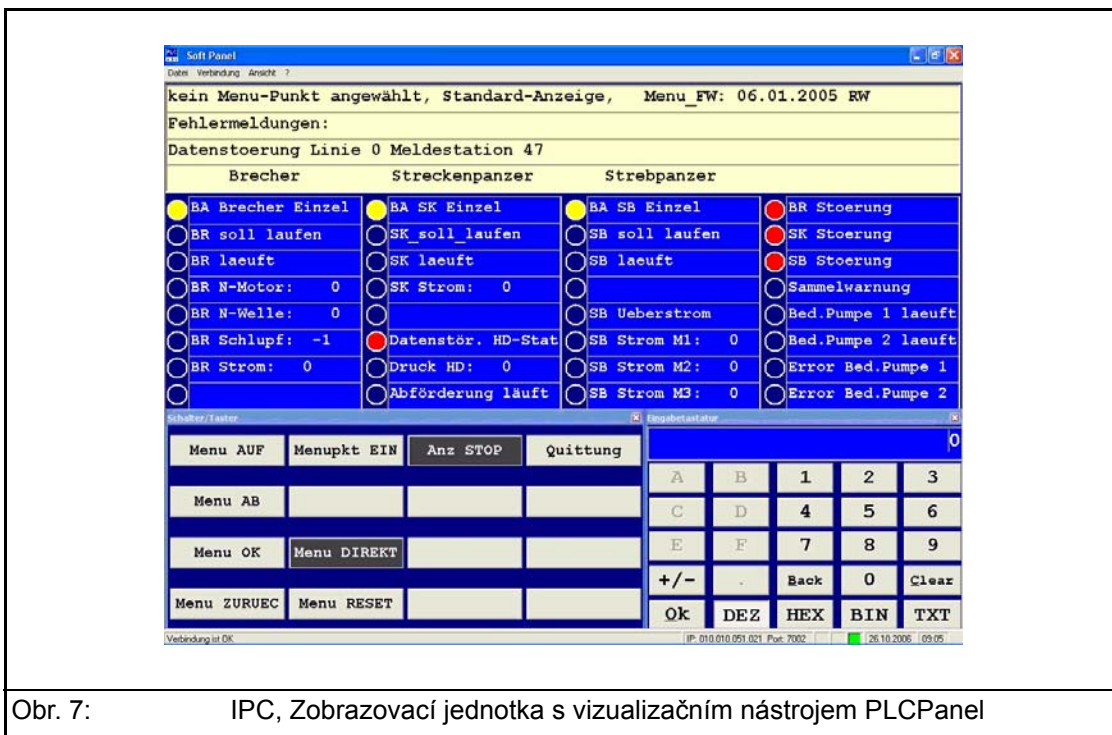 Soft Panel
Datei Verbindung Ansicht ?
kein Menu-Punkt angewählt, Standard-Anzeige, Menu_FW: 06.01.2005 RW
Fehlermeldungen:
Datenstoerung Linie 0 Meldestation 47
Brecher Streckenpanzer Strebpanzer
BA Brecher Einzel BA SK Einzel BA SB Einzel BR Stoerung
BR soll laufen SK_soll_laufen SB soll laufen SK Stoerung
BR laeuft SK laeuft SB laeuft SB Stoerung
BR N-Motor: 0 SK Strom: 0 Sammelwarnung
BR N-Welle: 0 SB Ueberstrom Bed.Pumpe 1 laeuft
BR Schlupf: -1 Datenstör. HD-Stat SB Strom M1: 0 Bed.Pumpe 2 laeuft
BR Strom: 0 Druck HD: 0 SB Strom M2: 0 Error Bed.Pumpe 1
Abförderung läuft SB Strom M3: 0 Error Bed.Pumpe 2
Schalter/Taster Eingabetastatur
0
Menu AUF Menupkt EIN Anz STOP Quittung
A B 1 2 3
Menu AB
C D 4 5 6
Menu OK Menu DIREKT
E F 7 8 9
+/- . Back 0 Clear
Menu ZURUEC Menu RESET
Ok DEZ HEX BIN TXT
Verbindung ist OK IP: 010.010.051.021 Port: 7002 26.10.2006 09:05
Obr. 7: IPC, Zobrazovací jednotka s vizualizačním nástrojem PLCPanel